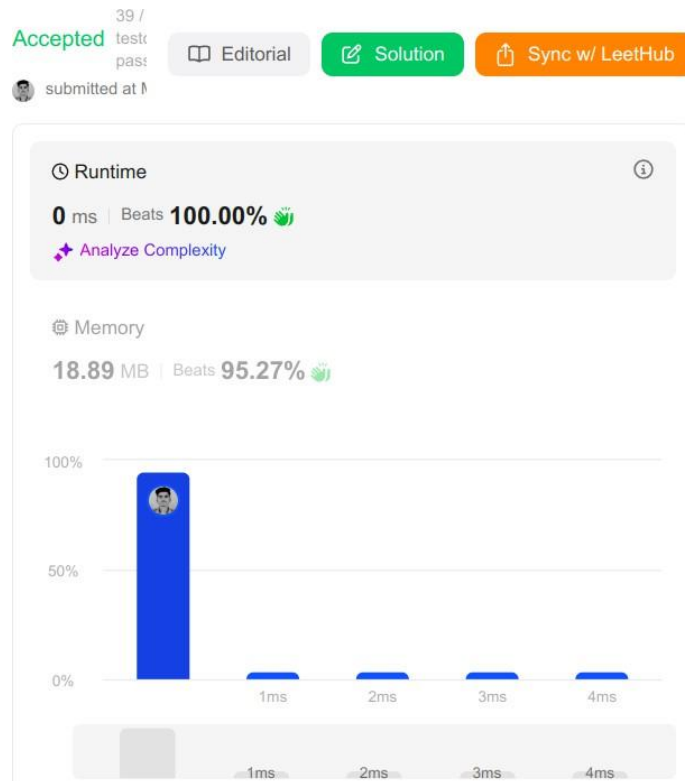 Accepted
39 /
pass
Editorial
Solution
Sync w/ LeetHub
submitted at
Runtime
0 ms | Beats 100.00%
Analyze Complexity
Memory
18.89 MB | Beats 95.27%
100%
50%
0%
1ms 2ms 3ms 4ms
1ms 2ms 3ms 4ms